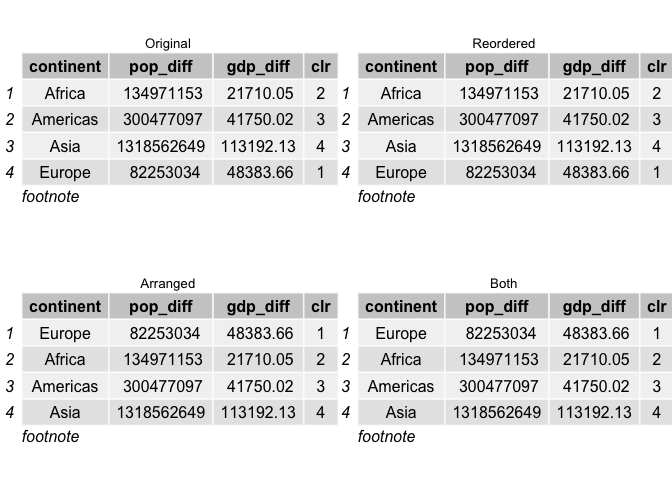 Original
continent pop_diff gdp_diff clr
1 Africa 134971153 21710.05 2
2 Americas 300477097 41750.02 3
3 Asia 1318562649 113192.13 4
4 Europe 82253034 48383.66 1
footnote
Reordered
continent pop_diff gdp_diff clr
1 Africa 134971153 21710.05 2
2 Americas 300477097 41750.02 3
3 Asia 1318562649 113192.13 4
4 Europe 82253034 48383.66 1
footnote
Arranged
continent pop_diff gdp_diff clr
1 Europe 82253034 48383.66 1
2 Africa 134971153 21710.05 2
3 Americas 300477097 41750.02 3
4 Asia 1318562649 113192.13 4
footnote
Both
continent pop_diff gdp_diff clr
1 Europe 82253034 48383.66 1
2 Africa 134971153 21710.05 2
3 Americas 300477097 41750.02 3
4 Asia 1318562649 113192.13 4
footnote